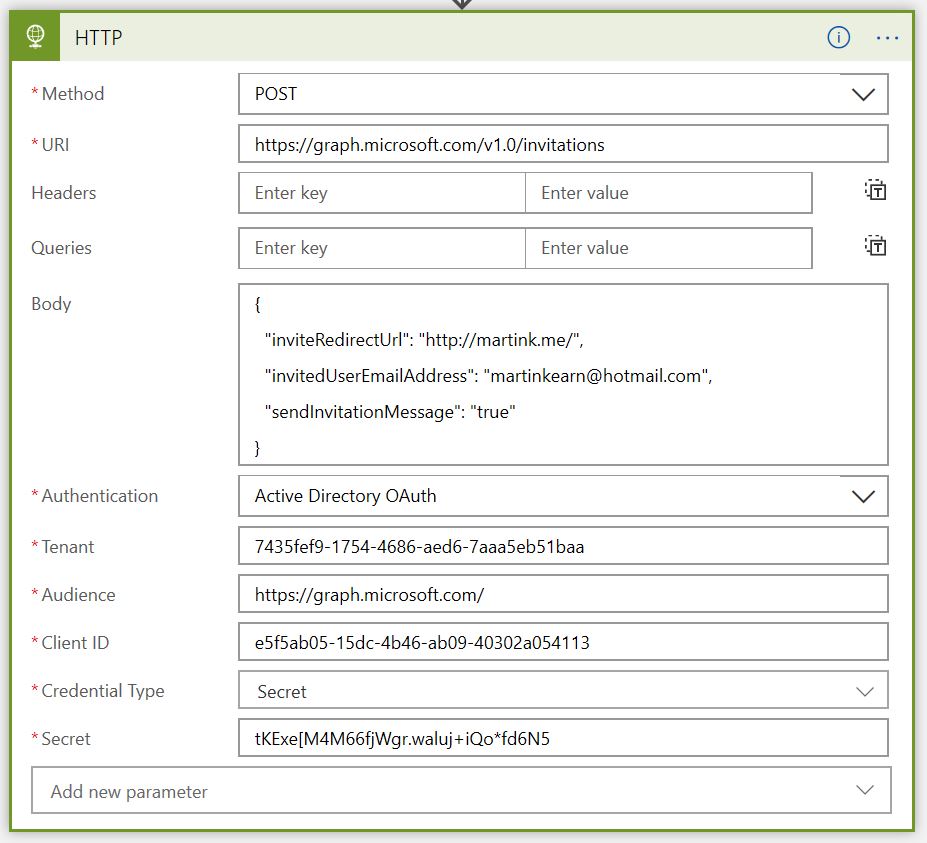 HTTP
* Method POST
* URI https://graph.microsoft.com/v1.0/invitations
Headers Enter key Enter value
Queries Enter key Enter value
Body {
"inviteRedirectUrl": "http://martink.me/",
"invitedUserEmailAddress": "martinkearn@hotmail.com",
"sendInvitationMessage": "true"
}
* Authentication Active Directory OAuth
* Tenant 7435fef9-1754-4686-aed6-7aaa5eb51baa
* Audience https://graph.microsoft.com/
* Client ID e5f5ab05-15dc-4b46-ab09-40302a054113
* Credential Type Secret
* Secret tKExe[M4M66fjWgr.waluj+iQo*fd6N5
Add new parameter